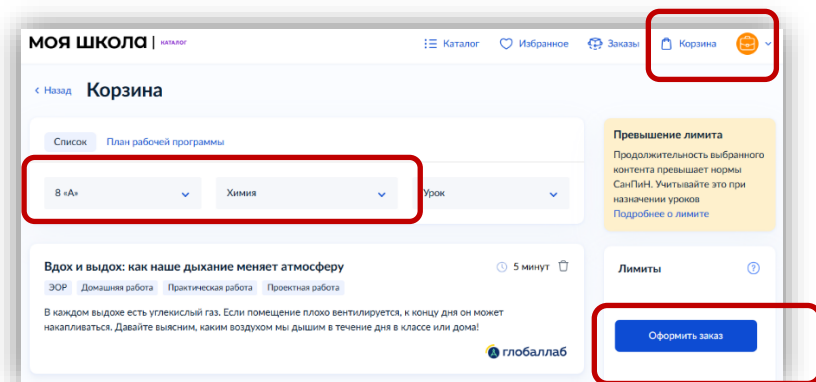 МОЯ ШКОЛА | КАТАЛОГ
Каталог
Избранное
Заказы
Корзина
‹ Назад
Корзина
Список
План рабочей программы
8 «А»
Химия
Урок
Превышение лимита
Продолжительность выбранного
контента превышает нормы
СанПиН. Учитывайте это при
назначении уроков
Подробнее о лимите
Вдох и выдох: как наше дыхание меняет атмосферу
5 минут
ЭОР
Домашняя работа
Практическая работа
Проектная работа
В каждом выдохе есть углекислый газ. Если помещение плохо вентилируется, к концу дня он может
накапливаться. Давайте выясним, каким воздухом мы дышим в течение дня в классе или дома!
глобаллаб
Лимиты
?
Оформить заказ